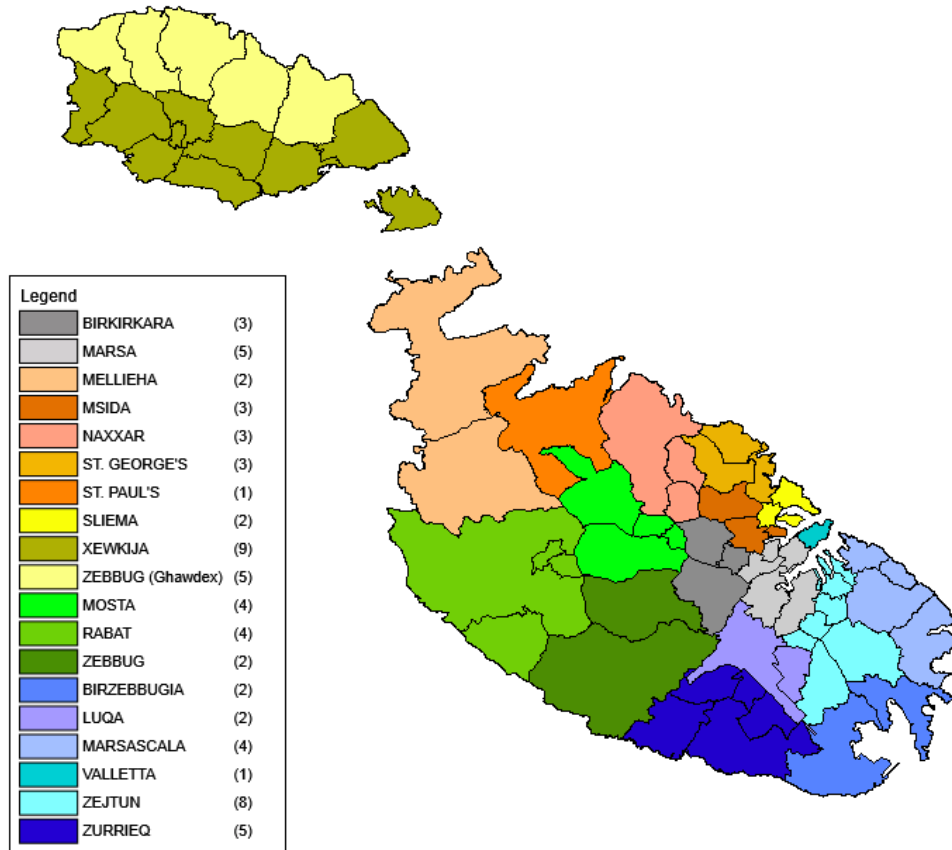 Legend
BIRKIRKARA (3)
MARSA (5)
MELLIEHA (2)
MSIDA (3)
NAXXAR (3)
ST. GEORGE'S (3)
ST. PAUL'S (1)
SLIEMA (2)
XEWKIJA (9)
ZEBBUG (Ghawdex) (5)
MOSTA (4)
RABAT (4)
ZEBBUG (2)
BIRZEBBUGIA (2)
LUQA (2)
MARSASCALA (4)
VALLETTA (1)
ZEJTUN (8)
ZURRIEQ (5)